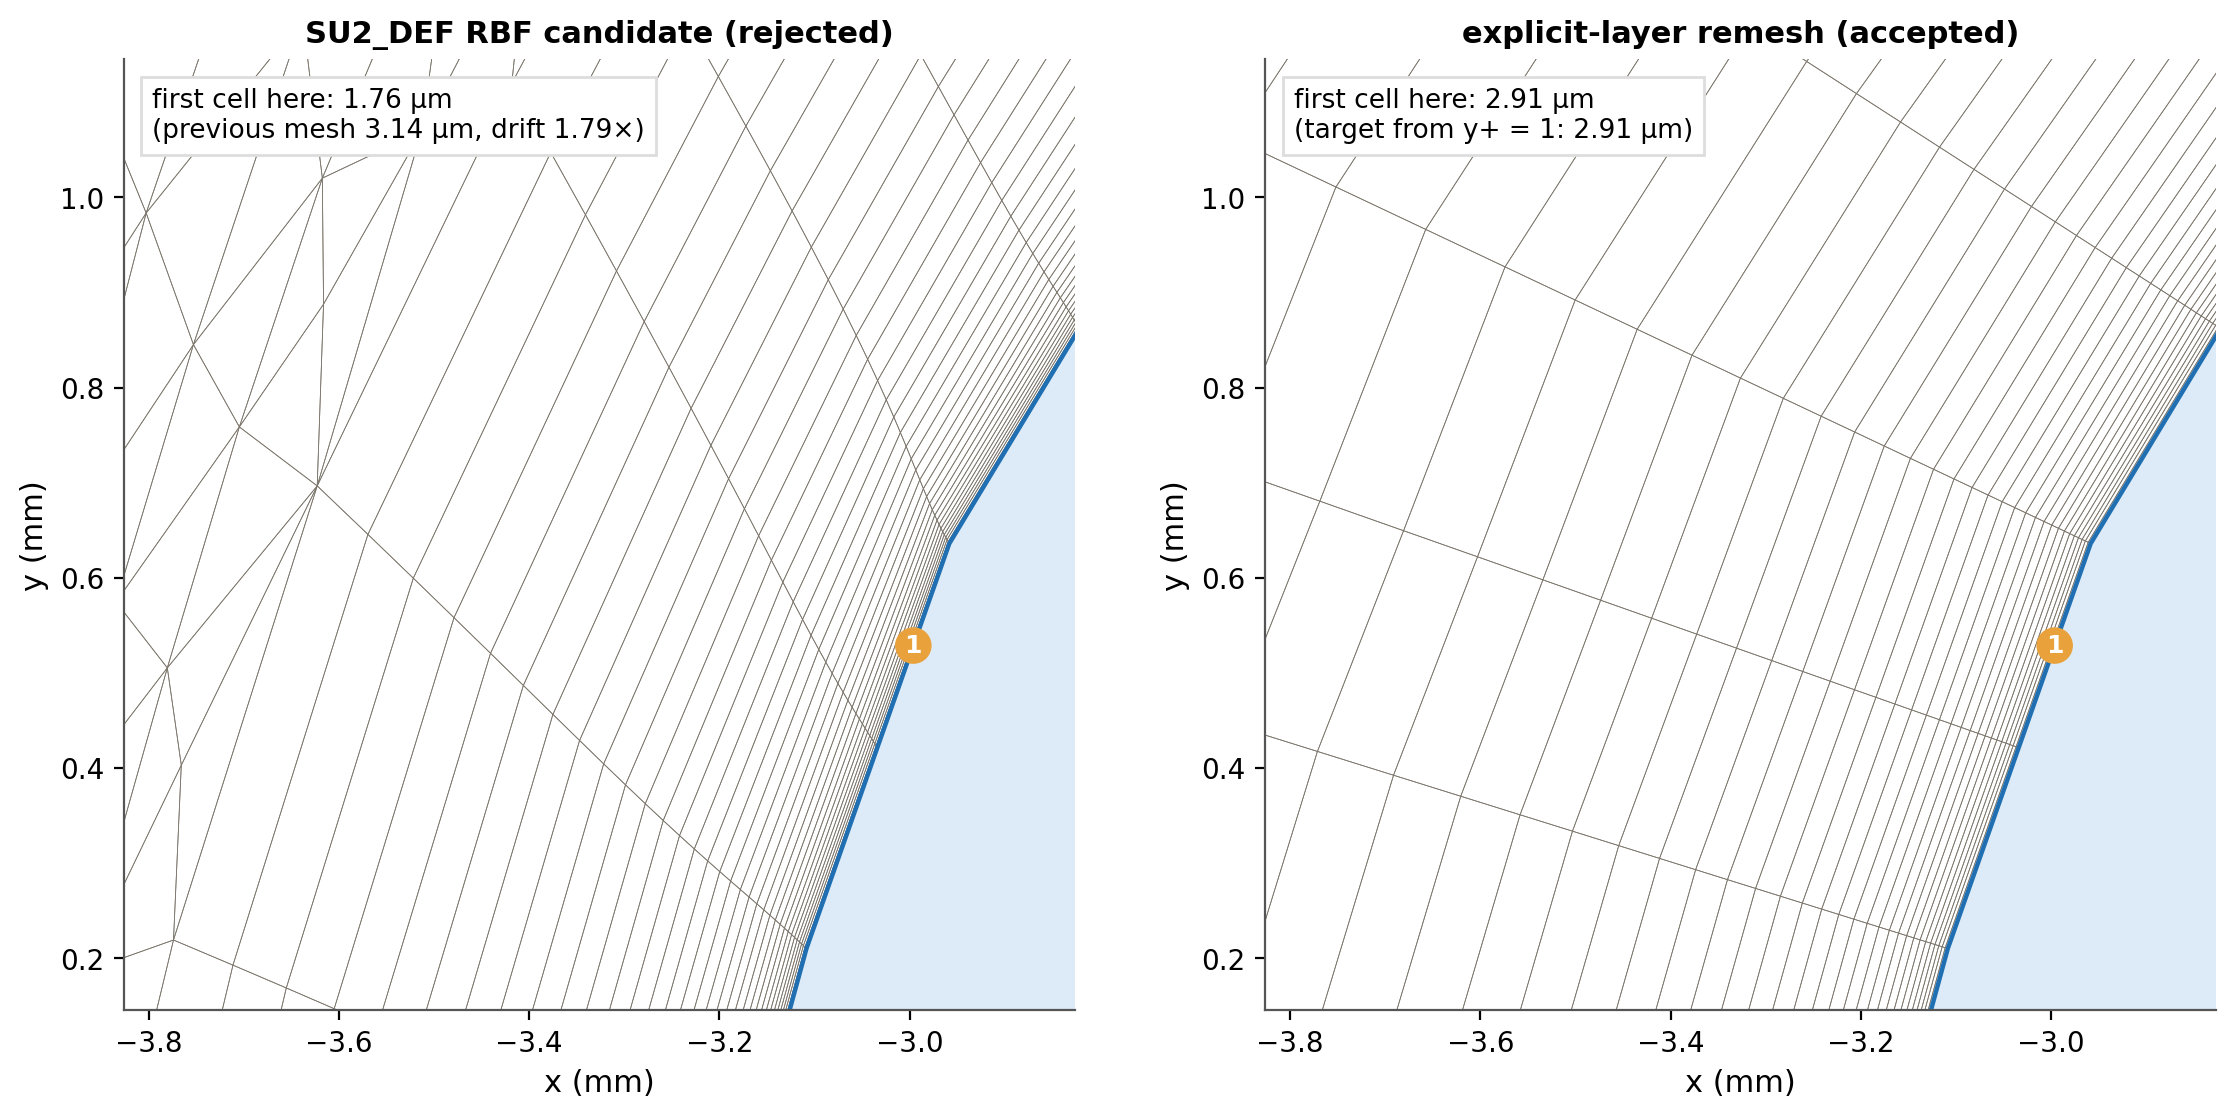 SU2_DEF RBF candidate (rejected)
first cell here: 1.76 µm
(previous mesh 3.14 µm, drift 1.79×)
1.0
0.8
0.6
0.4
0.2
y (mm)
1
−3.8
−3.6
−3.4
−3.2
−3.0
x (mm)
explicit-layer remesh (accepted)
first cell here: 2.91 µm
(target from y+ = 1: 2.91 µm)
1.0
0.8
0.6
0.4
0.2
y (mm)
1
−3.8
−3.6
−3.4
−3.2
−3.0
x (mm)